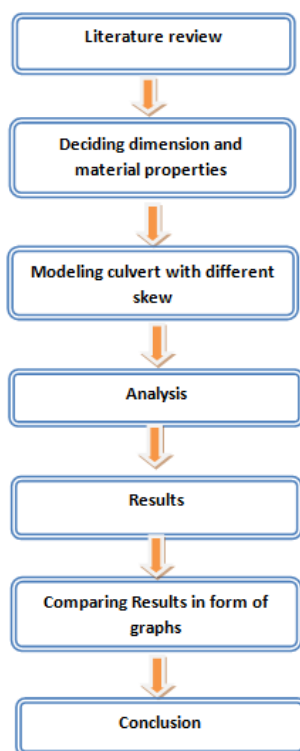 Literature review
Deciding dimension and
material properties
Modeling culvert with different
skew
Analysis
Results
Comparing Results in form of
graphs
Conclusion